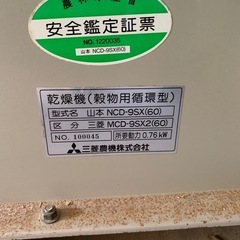 安全鑑定証票
NO. 1220035
山本 NCD-9SX(60)
乾燥機(穀物用循環型)
型式名 山本 NCD-9SX(60)
区分 三菱 MCD-9SX2(60)
NO. 100045 所要動力 0.76kW
三菱農機株式会社